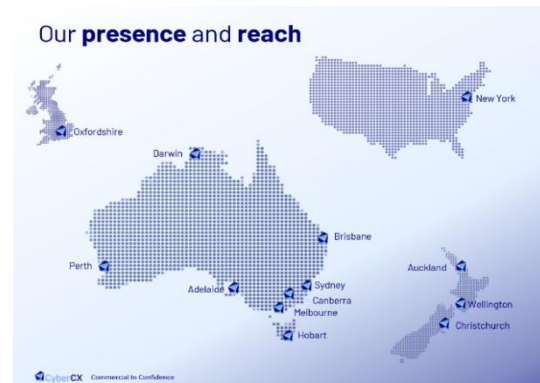 Our presence and reach
Oxfordshire
New York
Darwin
Brisbane
Perth
Adelaide
Sydney
Canberra
Melbourne
Hobart
Auckland
Wellington
Christchurch
CyberCX Commercial In Confidence